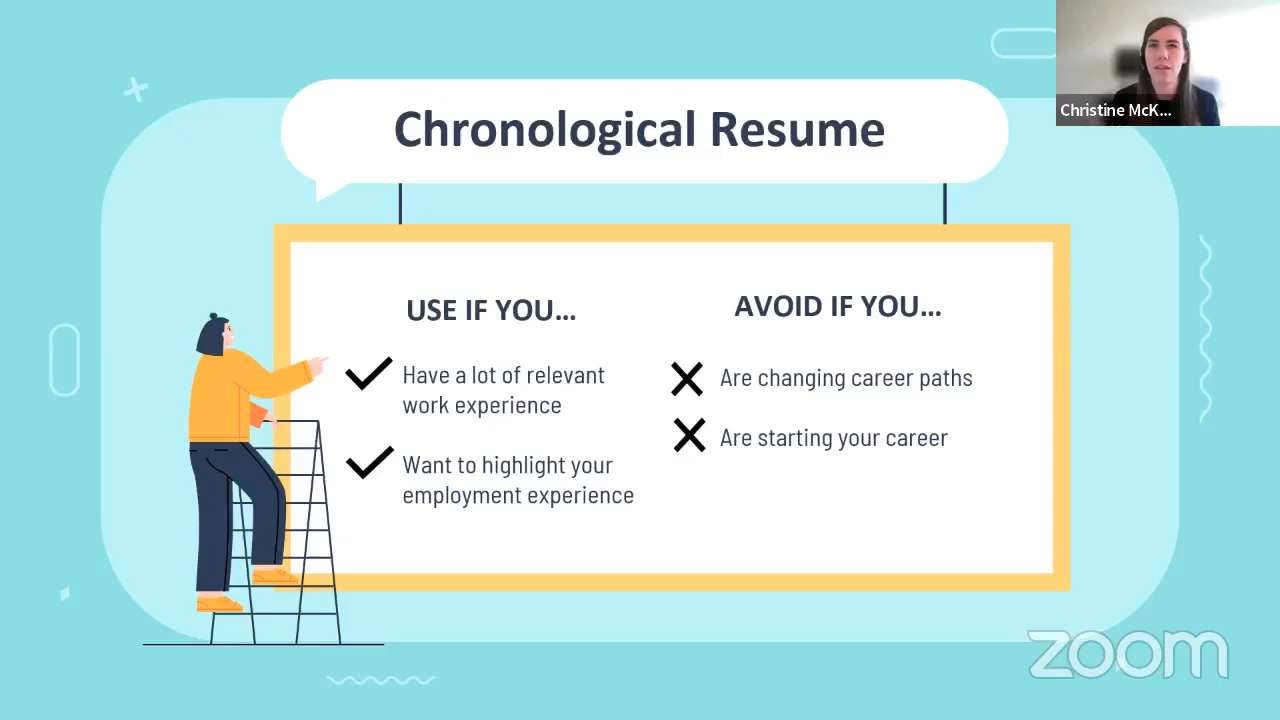 Christine McK...
Chronological Resume
USE IF YOU...
Have a lot of relevant
work experience
Want to highlight your
employment experience
AVOID IF YOU...
Are changing career paths
Are starting your career
zoom